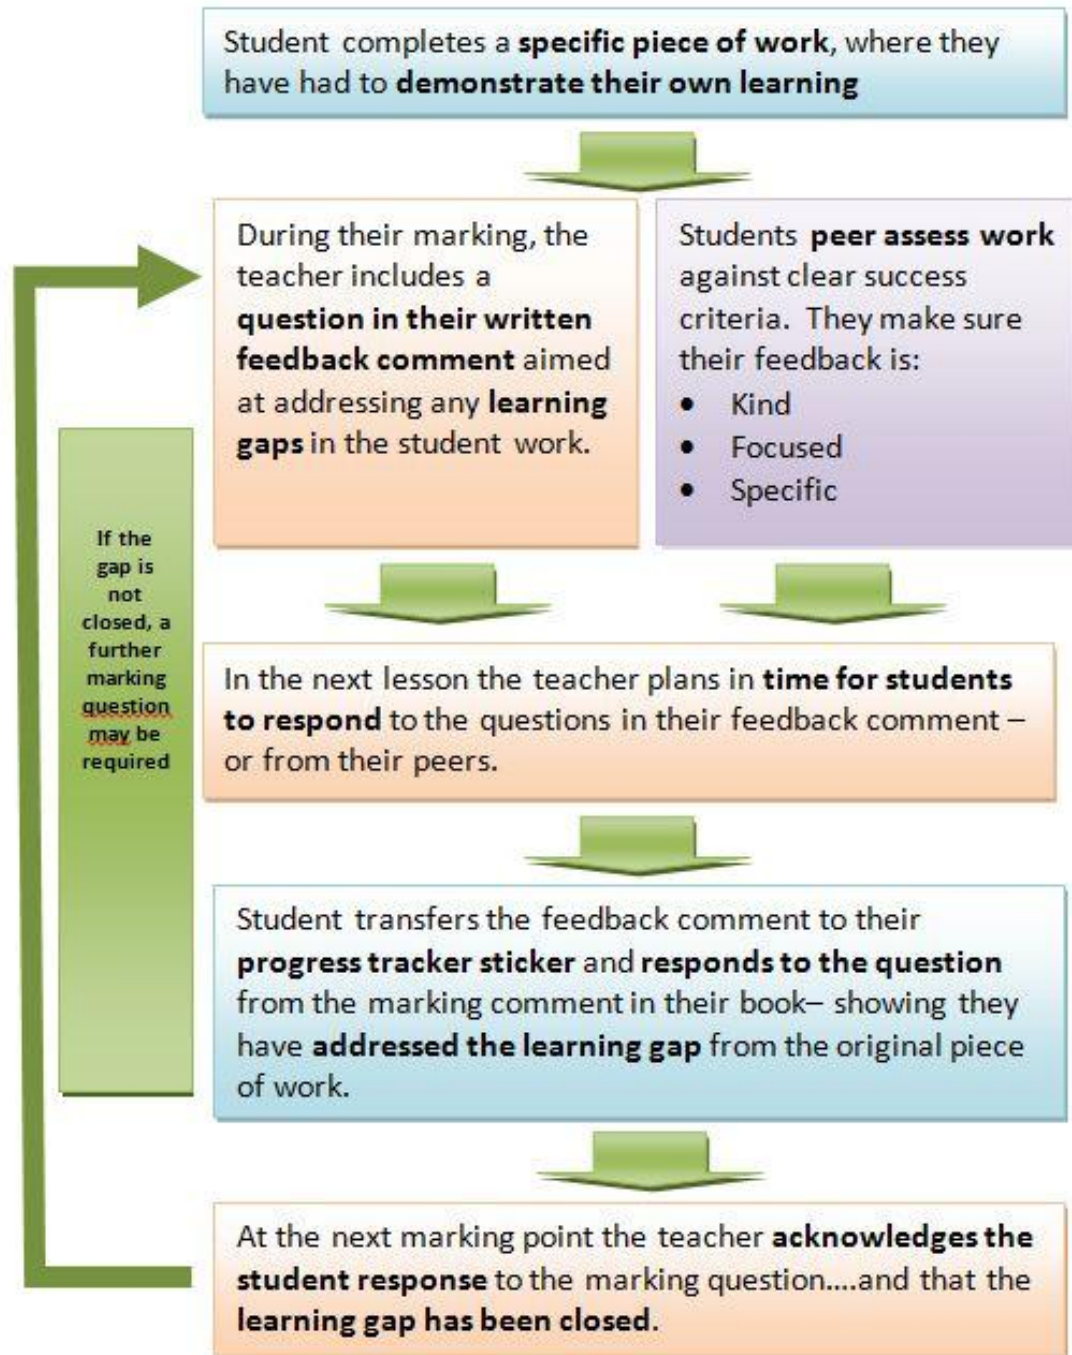 Student completes a specific piece of work, where they
have had to demonstrate their own learning
During their marking, the
teacher includes a
question in their written
feedback comment aimed
at addressing any learning
gaps in the student work.
Students peer assess work
against clear success
criteria. They make sure
their feedback is:
• Kind
• Focused
• Specific
If the
gap is
not
closed, a
further
marking
question
may be
required
In the next lesson the teacher plans in time for students
to respond to the questions in their feedback comment –
or from their peers.
Student transfers the feedback comment to their
progress tracker sticker and responds to the question
from the marking comment in their book– showing they
have addressed the learning gap from the original piece
of work.
At the next marking point the teacher acknowledges the
student response to the marking question....and that the
learning gap has been closed.